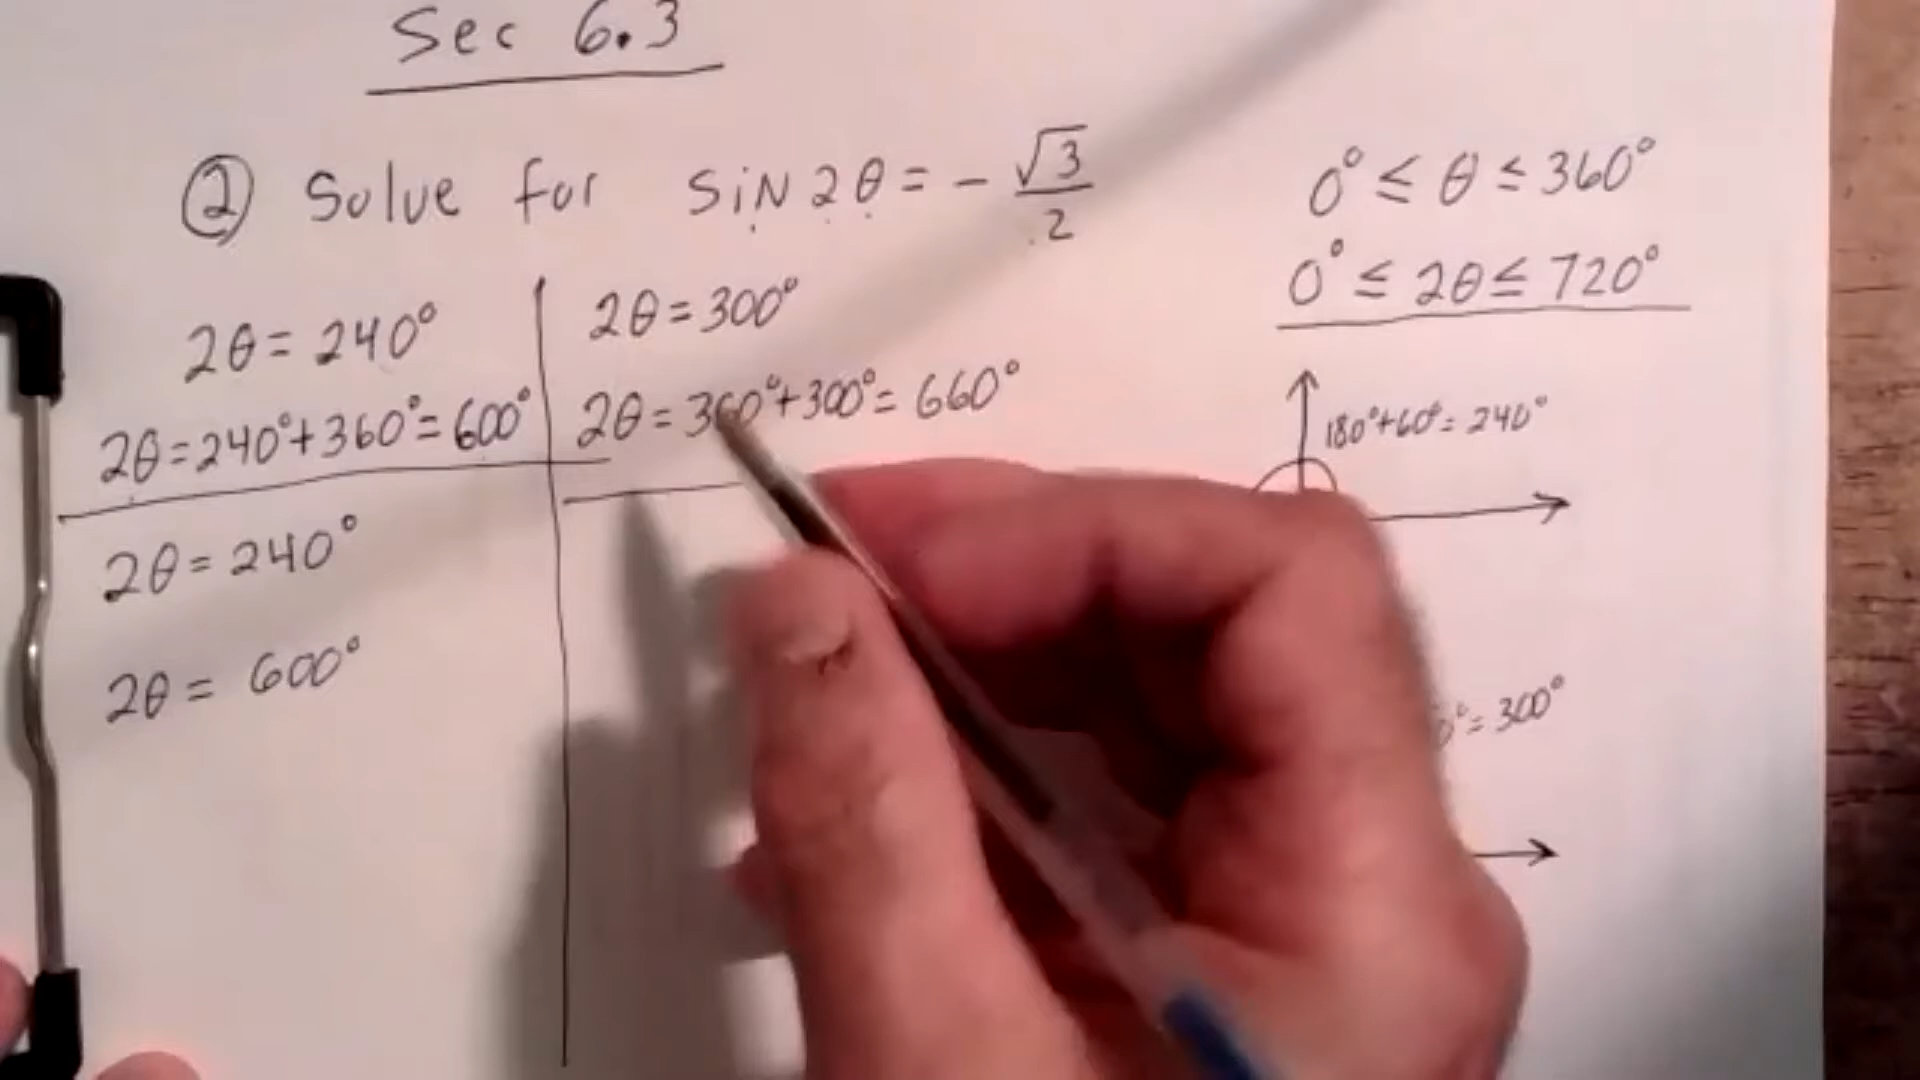 Sec 6.3
② Solve for SiN 2θ = - √3/2
0° ≤ θ ≤ 360°
0° ≤ 2θ ≤ 720°
2θ = 240°
2θ = 240° + 360° = 600°
2θ = 300°
2θ = 360° + 300° = 660°
180° + 60° = 240°
2θ = 240°
2θ = 600°
° = 300°